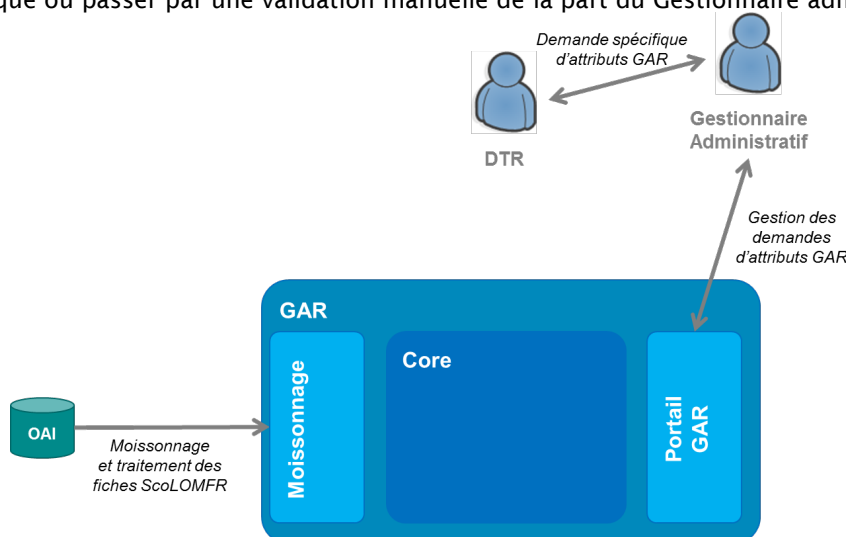 que ou passer par une validation manuelle de la part du Gestionnaire
Demande spécifique
d'attributs GAR
DTR
Gestionnaire
Administratif
Gestion des
demandes
d'attributs GAR
GAR
Moissonnage
Core
Portail
GAR
OAI
Moissonnage
et traitement des
fiches ScoLOMFR